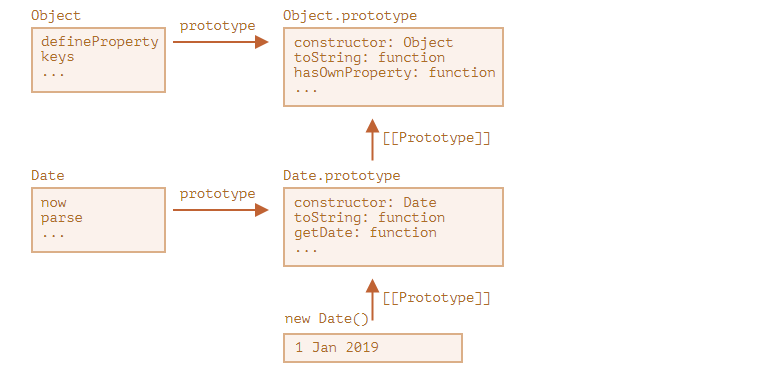 Object
defineProperty
keys
...
prototype
Object.prototype
constructor: Object
toString: function
hasOwnProperty: function
...
[[Prototype]]
Date
now
parse
...
prototype
Date.prototype
constructor: Date
toString: function
getDate: function
...
[[Prototype]]
new Date()
1 Jan 2019